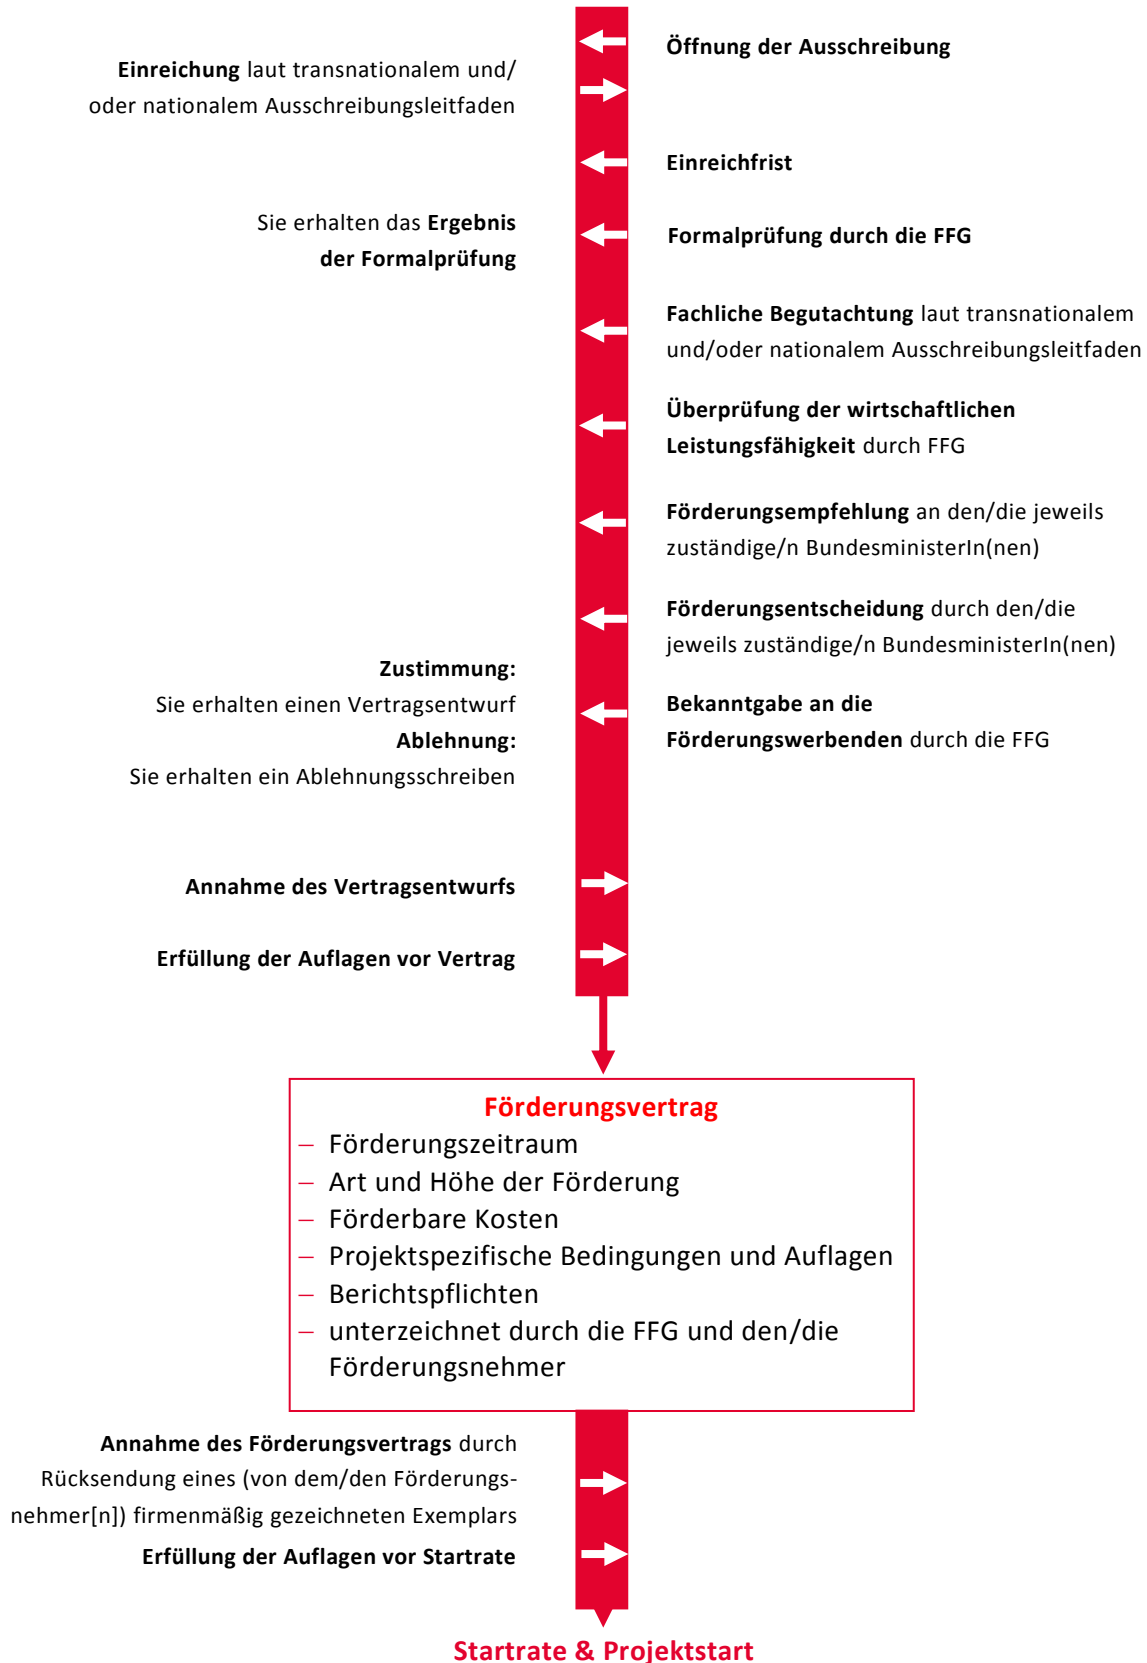 Öffnung der Ausschreibung
Einreichung laut transnationalem und/
oder nationalem Ausschreibungsleitfaden
Einreichfrist
Sie erhalten das Ergebnis
der Formalprüfung
Formalprüfung durch die FFG
Fachliche Begutachtung laut transnationalem
und/oder nationalem Ausschreibungsleitfaden
Überprüfung der wirtschaftlichen
Leistungsfähigkeit durch FFG
Förderungsempfehlung an den/die jeweils
zuständige/n BundesministerIn(nen)
Förderungsentscheidung durch den/die
jeweils zuständige/n BundesministerIn(nen)
Zustimmung:
Sie erhalten einen Vertragsentwurf
Ablehnung:
Sie erhalten ein Ablehnungsschreiben
Bekanntgabe an die
Förderungswerbenden durch die FFG
Annahme des Vertragsentwurfs
Erfüllung der Auflagen vor Vertrag
Förderungsvertrag
– Förderungszeitraum
– Art und Höhe der Förderung
– Förderbare Kosten
– Projektspezifische Bedingungen und Auflagen
– Berichtspflichten
– unterzeichnet durch die FFG und den/die
Förderungsnehmer
Annahme des Förderungsvertrags durch
Rücksendung eines (von dem/den Förderungs-
nehmer[n]) firmenmäßig gezeichneten Exemplars
Erfüllung der Auflagen vor Startrate
Startrate & Projektstart